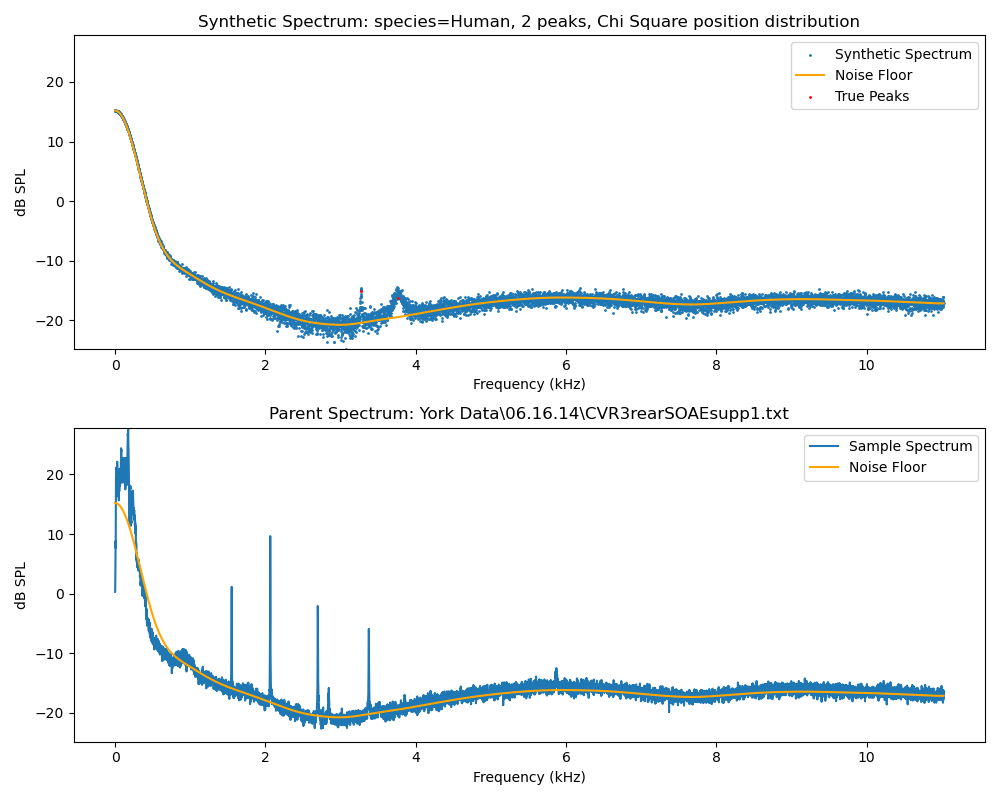 Synthetic Spectrum: species=Human, 2 peaks, Chi Square position distribution
Synthetic Spectrum
Noise Floor
True Peaks
20
10
0
−10
−20
dB SPL
0 2 4 6 8 10
Frequency (kHz)
Parent Spectrum: York Data\06.16.14\CVR3rearSOAEsupp1.txt
Sample Spectrum
Noise Floor
20
10
0
−10
−20
dB SPL
0 2 4 6 8 10
Frequency (kHz)